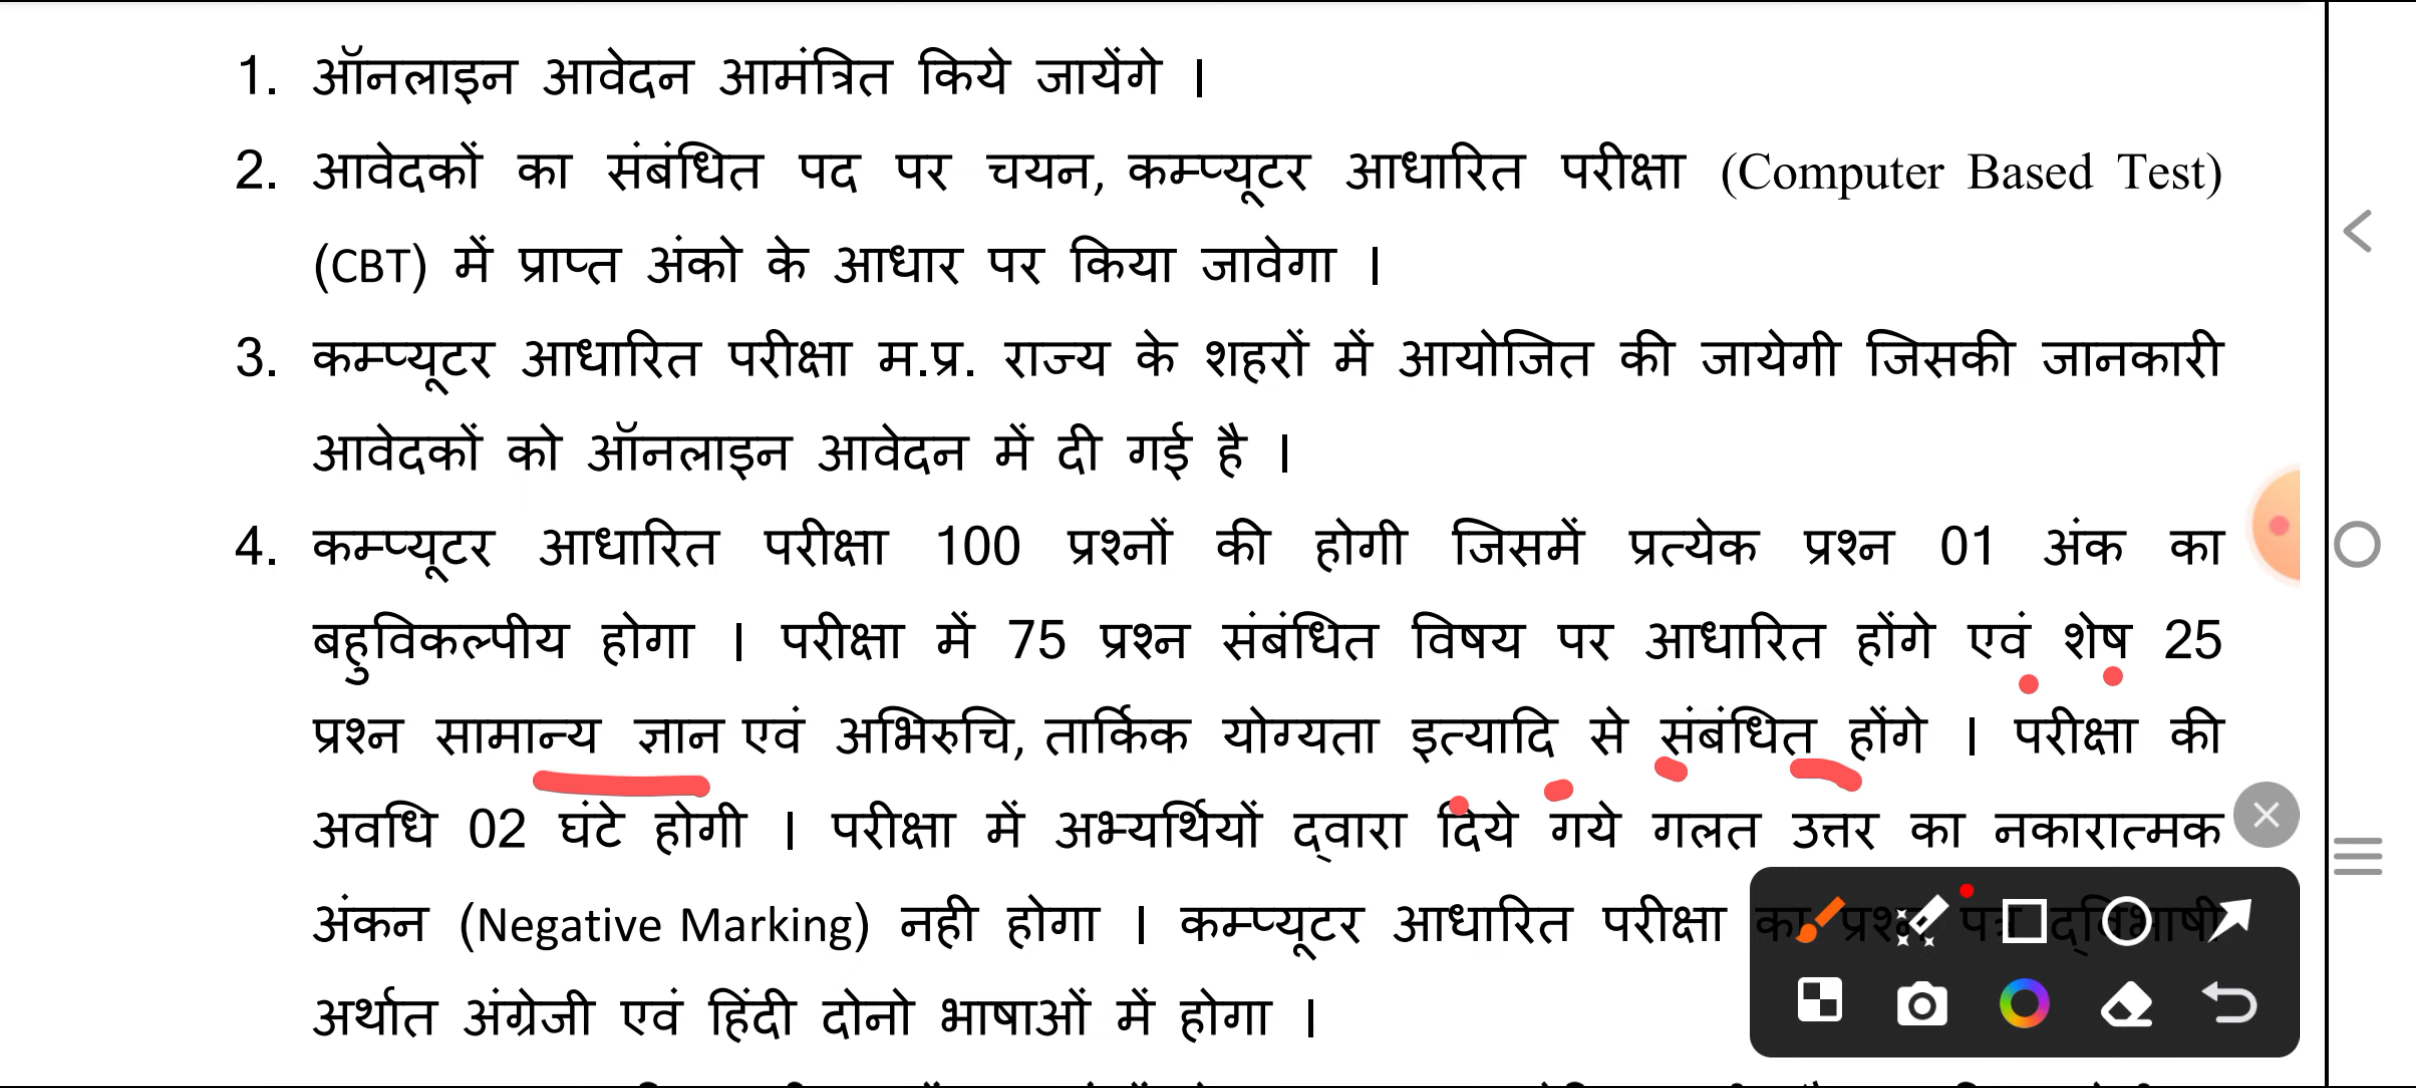 1. ऑनलाइन आवेदन आमंत्रित किये जायेंगे ।
2. आवेदकों का संबंधित पद पर चयन, कम्प्यूटर आधारित परीक्षा (Computer Based Test)
(CBT) में प्राप्त अंको के आधार पर किया जावेगा ।
3. कम्प्यूटर आधारित परीक्षा म.प्र. राज्य के शहरों में आयोजित की जायेगी जिसकी जानकारी
आवेदकों को ऑनलाइन आवेदन में दी गई है ।
4. कम्प्यूटर आधारित परीक्षा 100 प्रश्नों की होगी जिसमें प्रत्येक प्रश्न 01 अंक का
बहुविकल्पीय होगा । परीक्षा में 75 प्रश्न संबंधित विषय पर आधारित होंगे एवं शेष 25
प्रश्न सामान्य ज्ञान एवं अभिरुचि, तार्किक योग्यता इत्यादि से संबंधित होंगे । परीक्षा की
अवधि 02 घंटे होगी । परीक्षा में अभ्यर्थियों द्वारा दिये गये गलत उत्तर का नकारात्मक
अंकन (Negative Marking) नही होगा । कम्प्यूटर आधारित परीक्षा का प्रश्न पत्र द्विभाषी
अर्थात अंग्रेजी एवं हिंदी दोनो भाषाओं में होगा ।